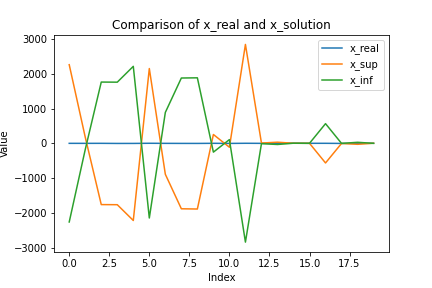 Comparison of x_real and x_solution
3000
2000
1000
0
−1000
−2000
−3000
Value
x_real
x_sup
x_inf
0.0 2.5 5.0 7.5 10.0 12.5 15.0 17.5
Index